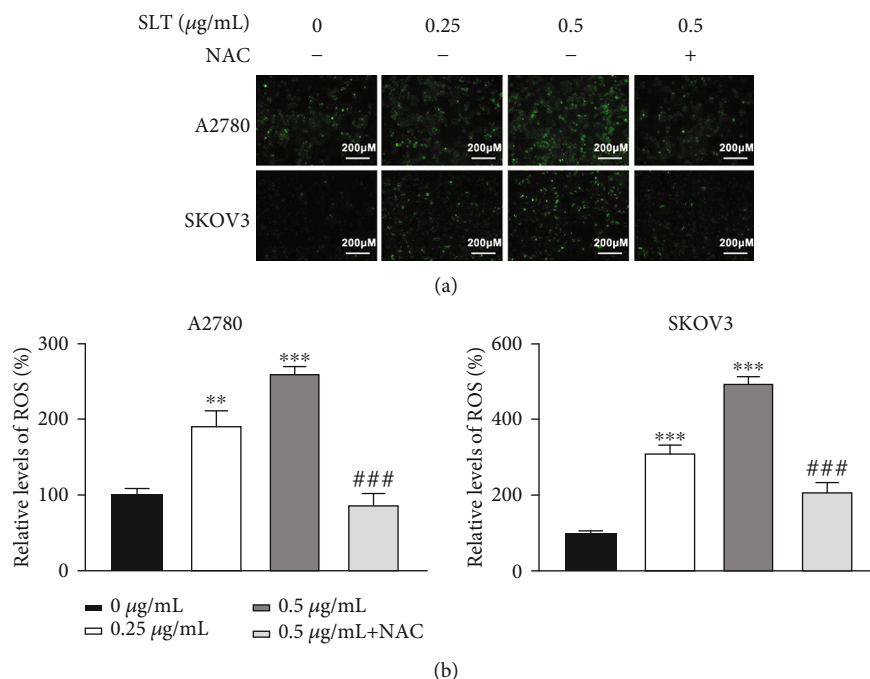 SLT (μg/mL) 0 0.25 0.5 0.5
NAC − − − +
A2780
200μM 200μM 200μM 200μM
SKOV3
200μM 200μM 200μM 200μM
(a)
A2780
Relative levels of ROS (%)
300
200
100
0
**
***
###
SKOV3
Relative levels of ROS (%)
600
400
200
0
***
***
###
0 μg/mL
0.25 μg/mL
0.5 μg/mL
0.5 μg/mL+NAC
(b)